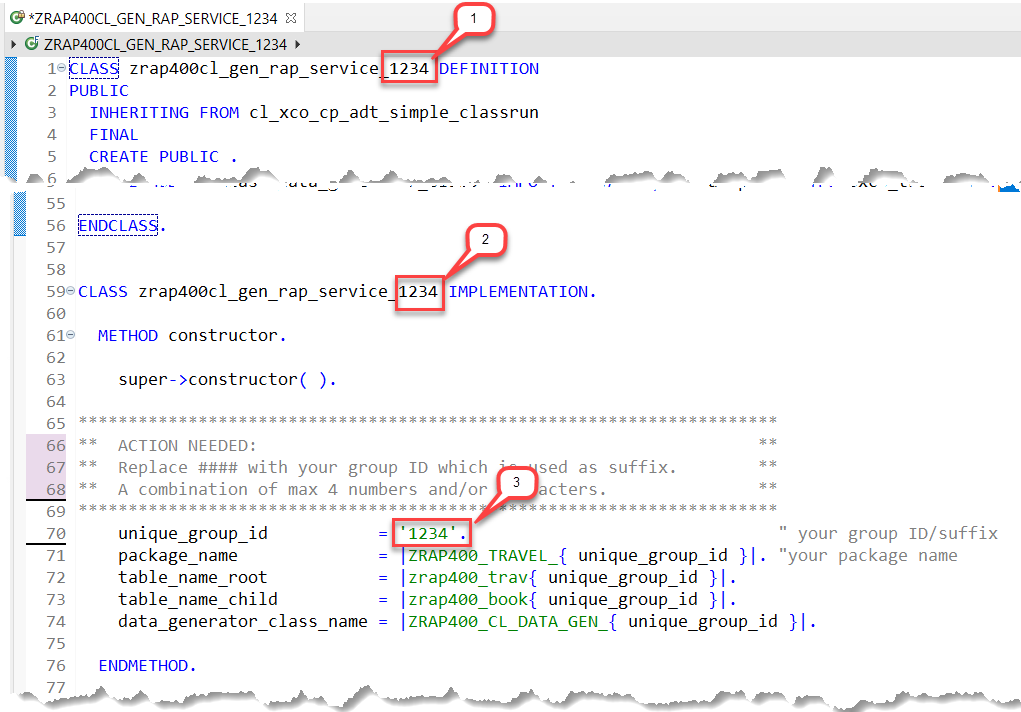 *ZRAP400CL_GEN_RAP_SERVICE_1234
ZRAP400CL_GEN_RAP_SERVICE_1234
1
1 CLASS zrap400cl_gen_rap_service_1234 DEFINITION
2 PUBLIC
3 INHERITING FROM cl_xco_cp_adt_simple_classrun
4 FINAL
5 CREATE PUBLIC .
6
55
56 ENDCLASS.
57
2
58
59 CLASS zrap400cl_gen_rap_service_1234 IMPLEMENTATION.
60
61 METHOD constructor.
62
63 super->constructor( ).
64
65 **********************************************************************
66 ** ACTION NEEDED: **
67 ** Replace #### with your group ID which is used as suffix. **
68 ** A combination of max 4 numbers and/or characters. **
3
69 **********************************************************************
70 unique_group_id = '1234'. " your group ID/suffix
71 package_name = |ZRAP400_TRAVEL_{ unique_group_id }|. "your package name
72 table_name_root = |zrap400_trav{ unique_group_id }|.
73 table_name_child = |zrap400_book{ unique_group_id }|.
74 data_generator_class_name = |ZRAP400_CL_DATA_GEN_{ unique_group_id }|.
75
76 ENDMETHOD.
77